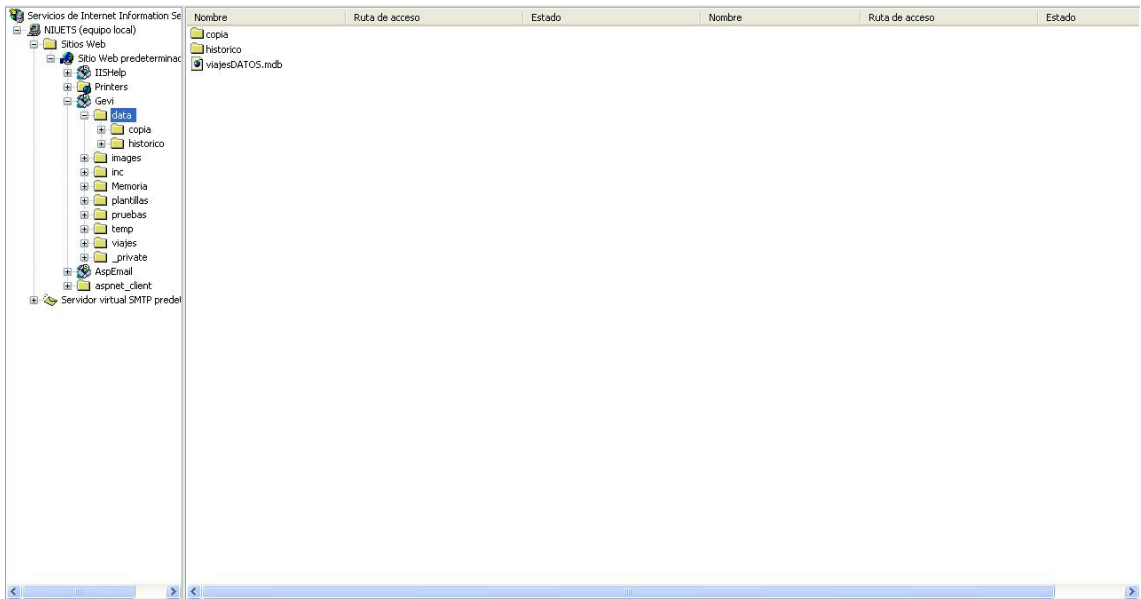 Servicios de Internet Information Se
NIUETS (equipo local)
Sitios Web
Sitio Web predeterminac
IISHelp
Printers
Gevi
data
copia
historico
images
inc
Memoria
plantillas
pruebas
temp
viajes
_private
AspEmail
aspnet_client
Servidor virtual SMTP predet
Nombre Ruta de acceso Estado Nombre Ruta de acceso Estado
copia
historico
viajesDATOS.mdb